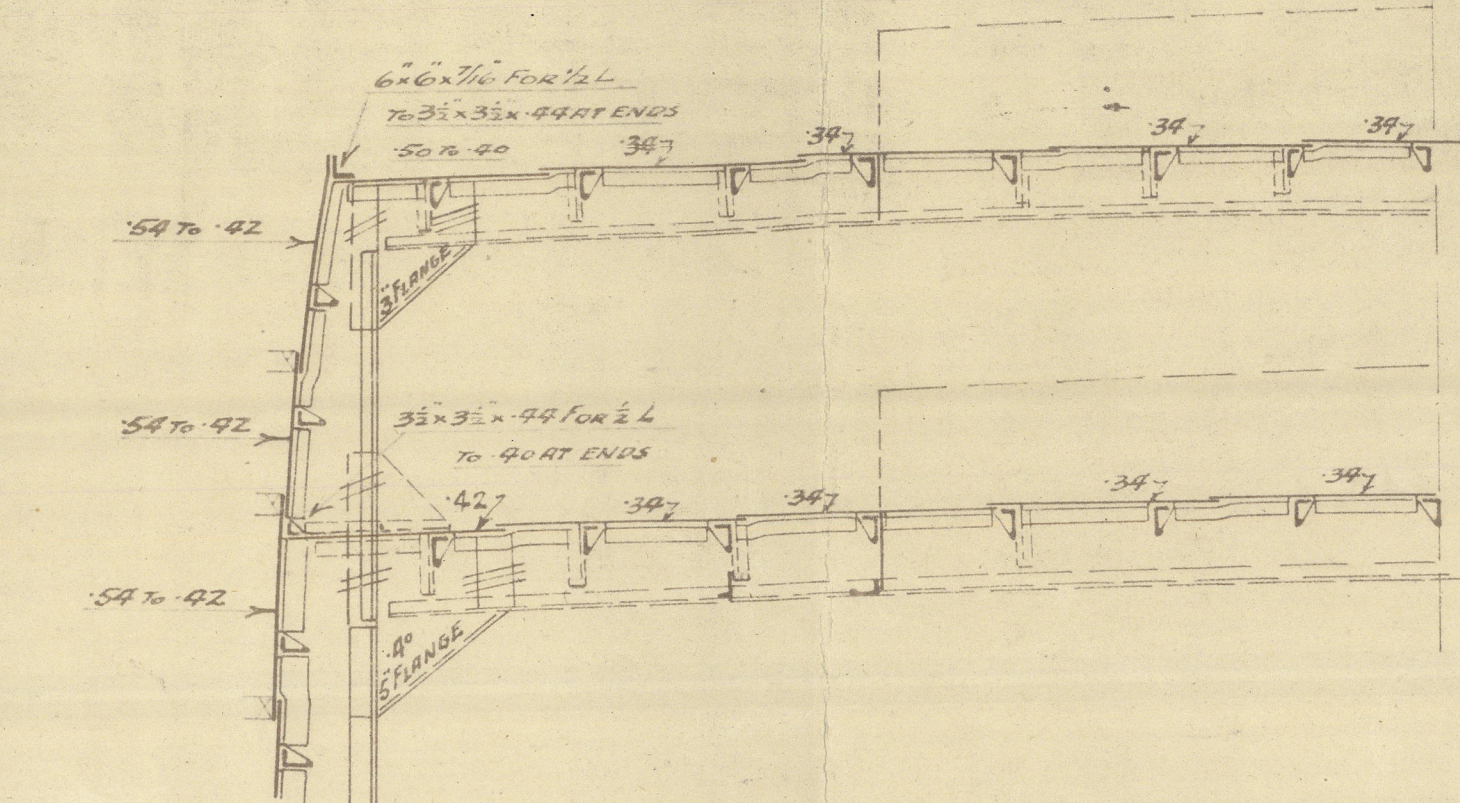 6"x6"x7/16" FOR ½ L
TO 3½"x3½"x.44 AT ENDS
.50 TO .40
.34
.34
.34
.34
.54 TO .42
3" FLANGE
.54 TO .42
3½"x3½"x.44 FOR ½ L
TO .40 AT ENDS
.42
.34
.34
.34
.34
.54 TO .42
.40
5" FLANGE